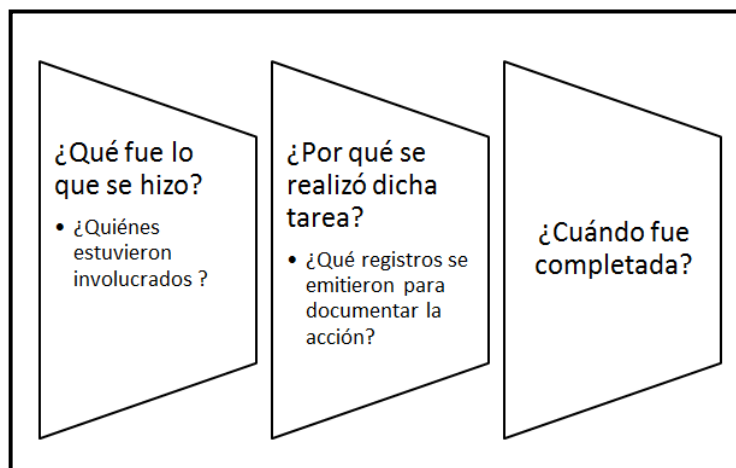 ¿Qué fue lo
que se hizo?
• ¿Quiénes
estuvieron
involucrados ?
¿Por qué se
realizó dicha
tarea?
• ¿Qué registros se
emitieron para
documentar la
acción?
¿Cuándo fue
completada?